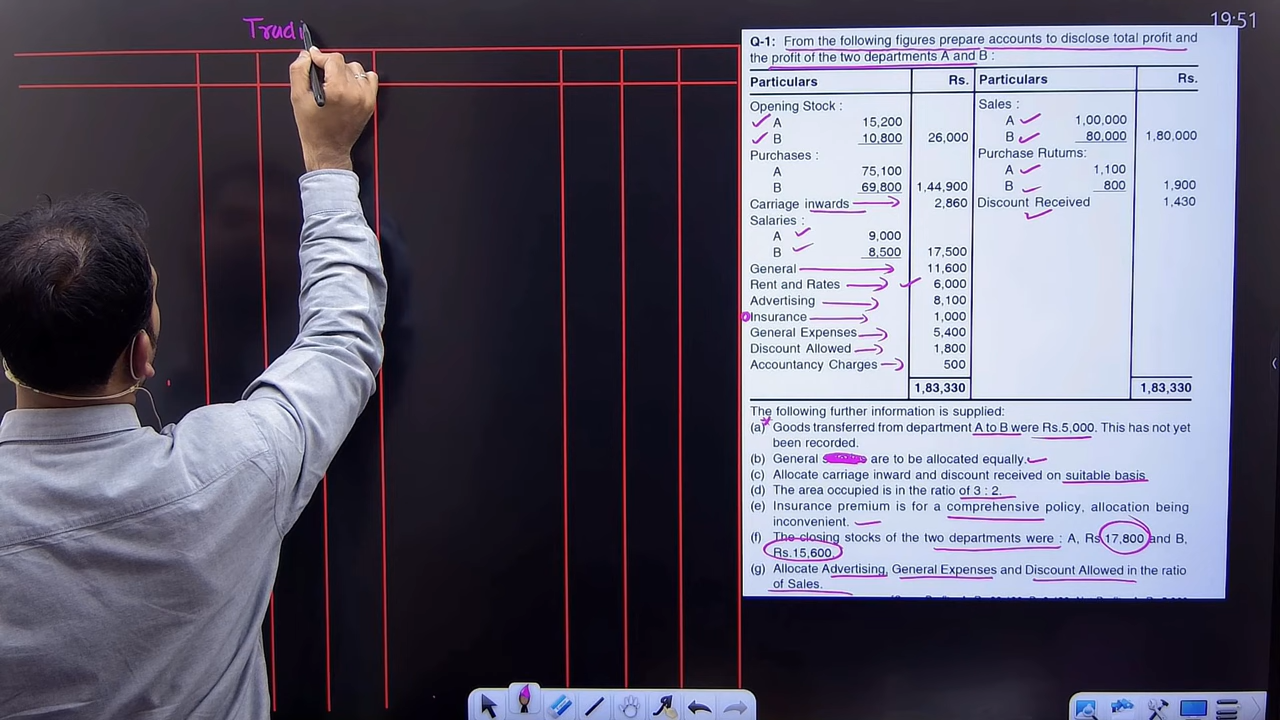 Tradi
19:51
Q-1: From the following figures prepare accounts to disclose total profit and
the profit of the two departments A and B :
Particulars Rs. Particulars Rs.
Opening Stock : Sales :
A 15,200 A 1,00,000
B 10,800 26,000 B 80,000 1,80,000
Purchases : Purchase Ruturns:
A 75,100 A 1,100
B 69,800 1,44,900 B 800 1,900
Carriage inwards 2,860 Discount Received 1,430
Salaries :
A 9,000
B 8,500 17,500
General 11,600
Rent and Rates 6,000
Advertising 8,100
Insurance 1,000
General Expenses 5,400
Discount Allowed 1,800
Accountancy Charges 500
1,83,330 1,83,330
The following further information is supplied:
(a) Goods transferred from department A to B were Rs.5,000. This has not yet
been recorded.
(b) General are to be allocated equally.
(c) Allocate carriage inward and discount received on suitable basis
(d) The area occupied is in the ratio of 3 : 2.
(e) Insurance premium is for a comprehensive policy, allocation being
inconvenient.
(f) The closing stocks of the two departments were : A, Rs 17,800 and B,
Rs.15,600.
(g) Allocate Advertising, General Expenses and Discount Allowed in the ratio
of Sales.